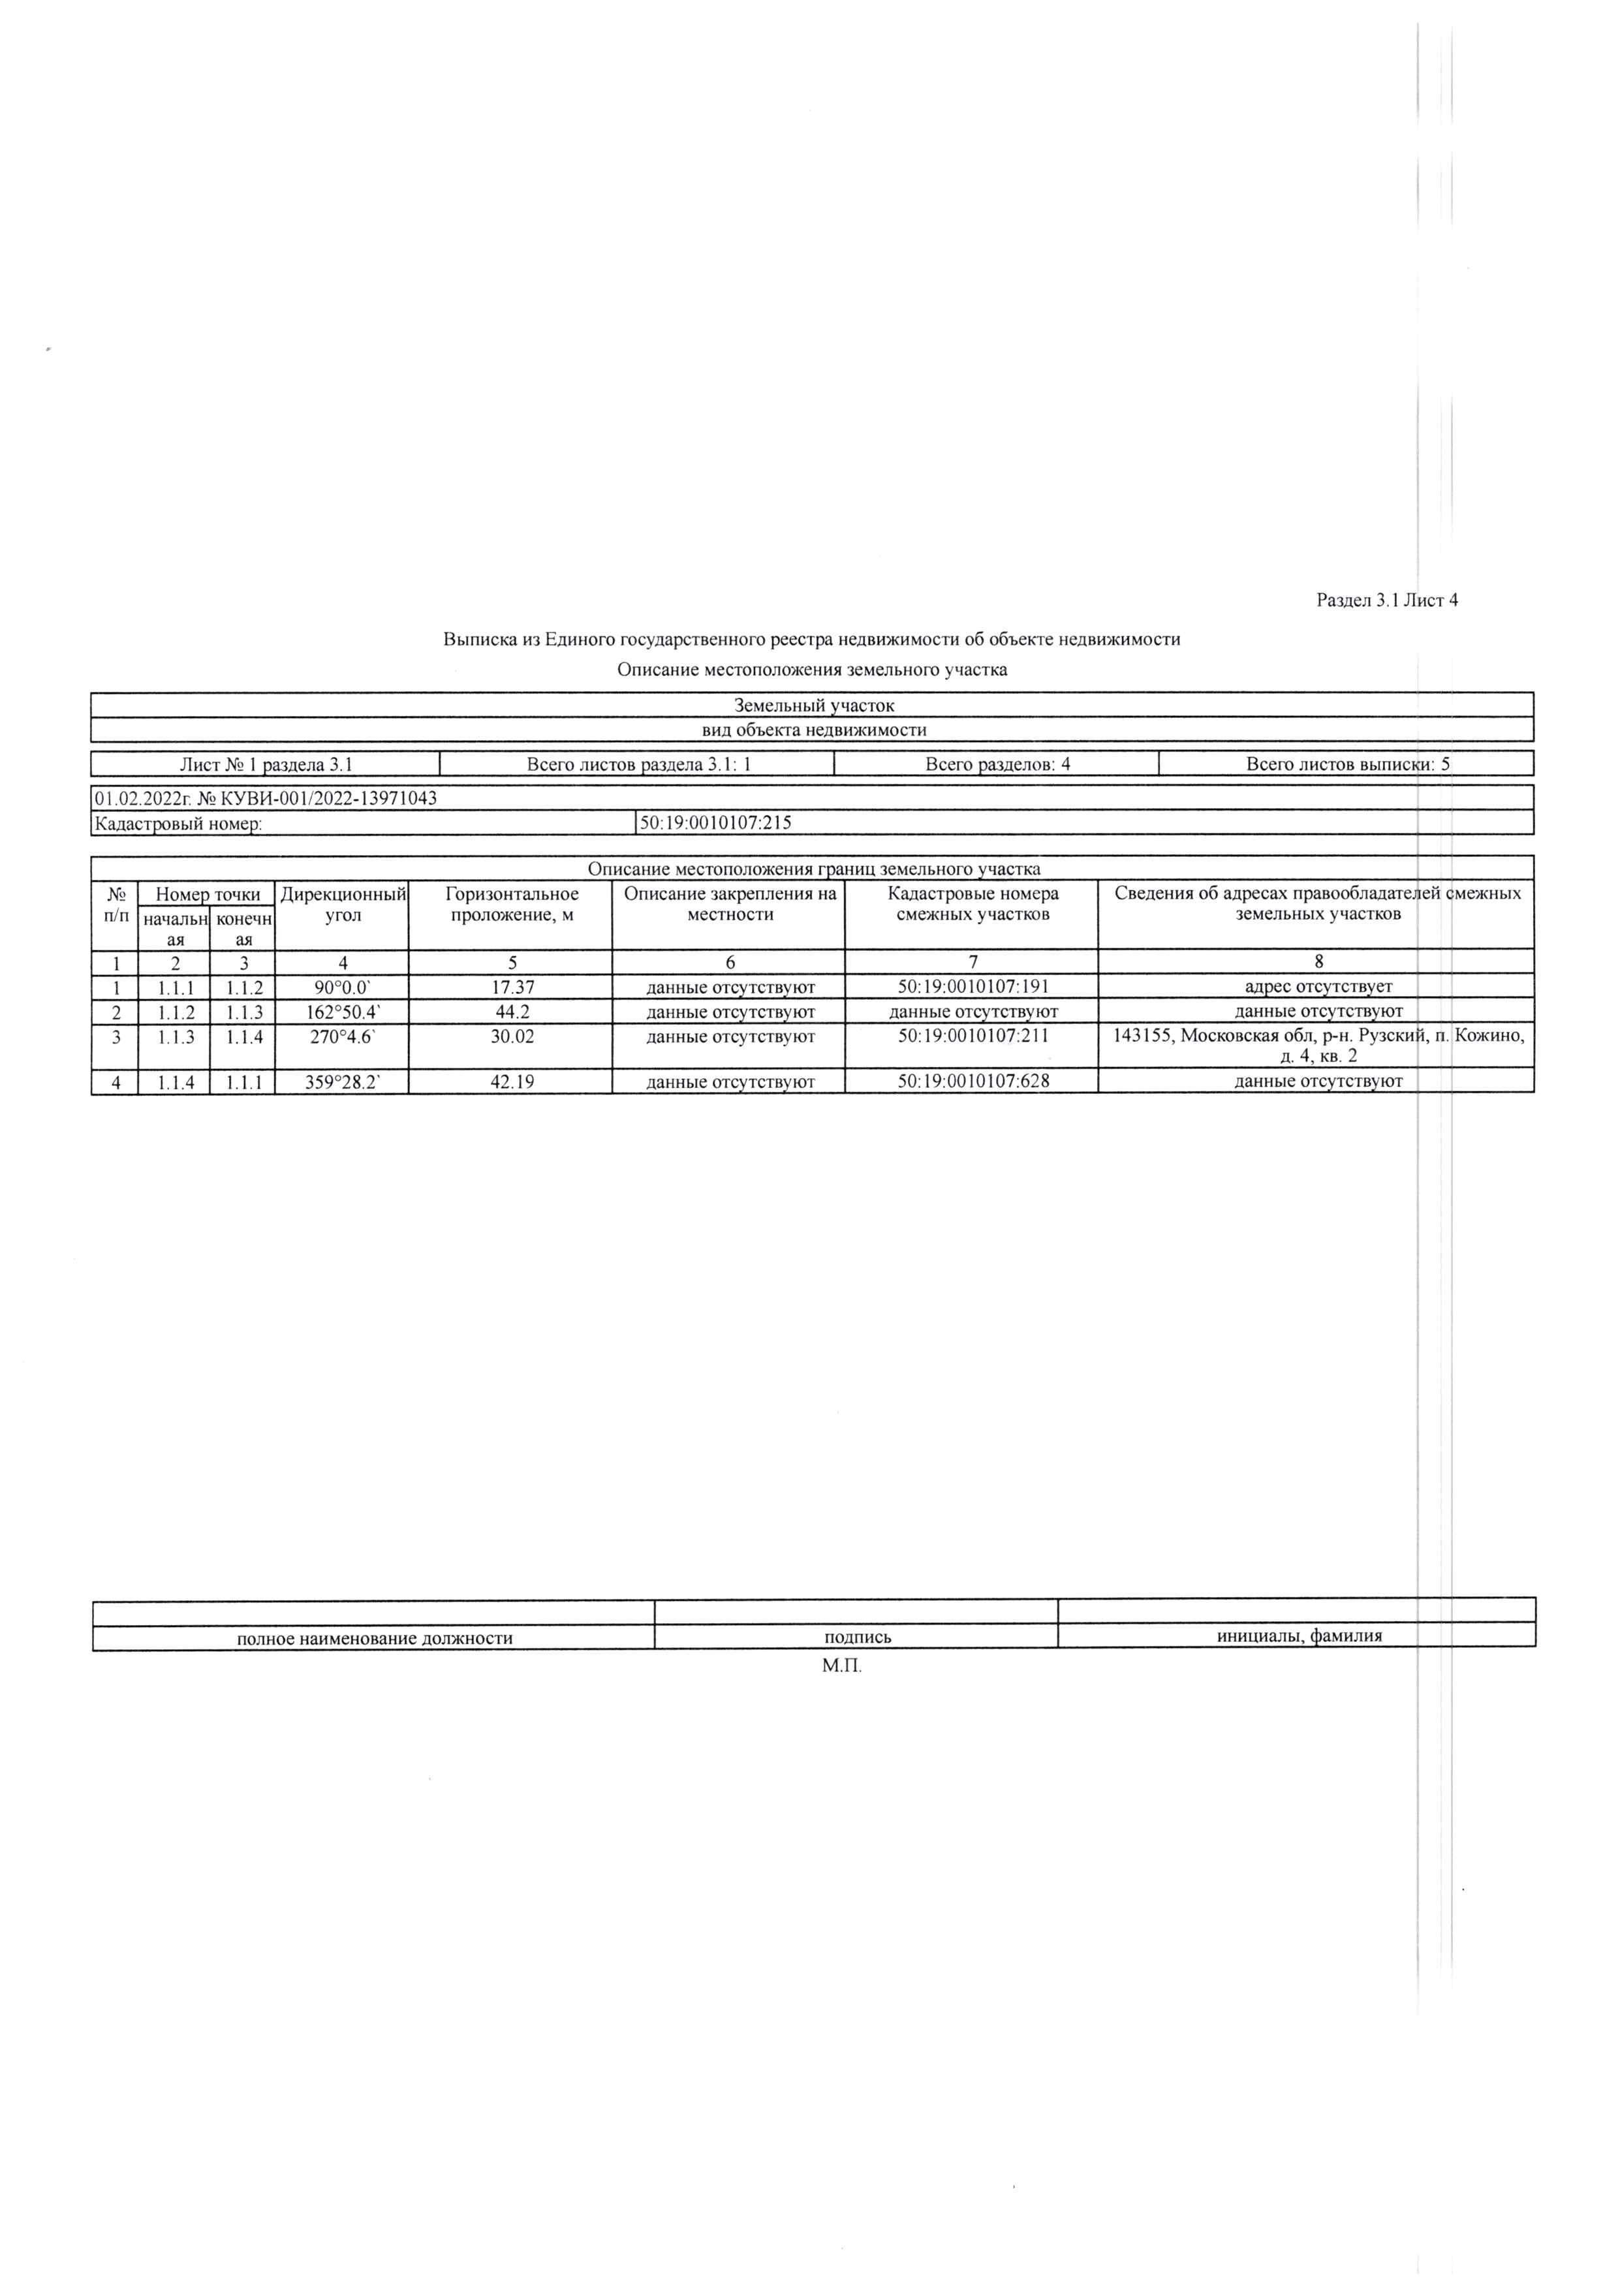 Раздел 3.1 Лист 4
Выписка из Единого государственного реестра недвижимости об объекте недвижимости
Описание местоположения земельного участка
Земельный участок
вид объекта недвижимости
Лист № 1 раздела 3.1 Всего листов раздела 3.1: 1 Всего разделов: 4 Всего листов выписки: 5
01.02.2022г. № КУВИ-001/2022-13971043
Кадастровый номер: 50:19:0010107:215
Описание местоположения границ земельного участка
№ Номер точки Дирекционный Горизонтальное Описание закрепления на Кадастровые номера Сведения об адресах правообладателей смежных
п/п начальн конечн угол проложение, м местности смежных участков земельных участков
ая ая
1 2 3 4 5 6 7 8
1 1.1.1 1.1.2 90°0.0` 17.37 данные отсутствуют 50:19:0010107:191 адрес отсутствует
2 1.1.2 1.1.3 162°50.4` 44.2 данные отсутствуют данные отсутствуют данные отсутствуют
3 1.1.3 1.1.4 270°4.6` 30.02 данные отсутствуют 50:19:0010107:211 143155, Московская обл, р-н. Рузский, п. Кожино,
д. 4, кв. 2
4 1.1.4 1.1.1 359°28.2` 42.19 данные отсутствуют 50:19:0010107:628 данные отсутствуют
полное наименование должности подпись инициалы, фамилия
М.П.